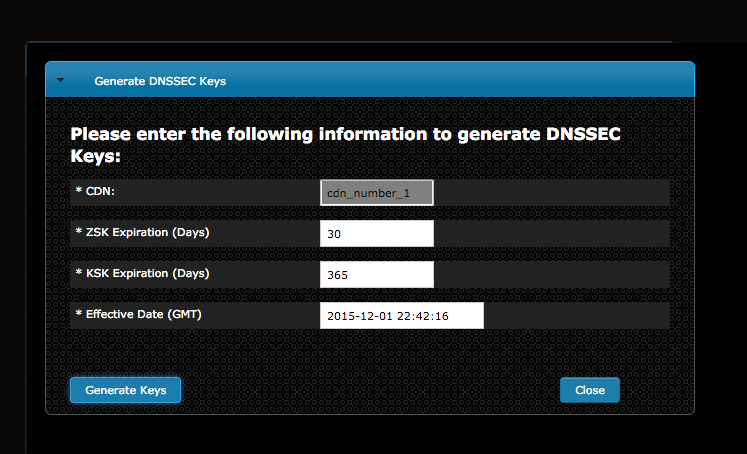 Generate DNSSEC Keys
Please enter the following information to generate DNSSEC
Keys:
* CDN: cdn_number_1
* ZSK Expiration (Days) 30
* KSK Expiration (Days) 365
* Effective Date (GMT) 2015-12-01 22:42:16
Generate Keys Close